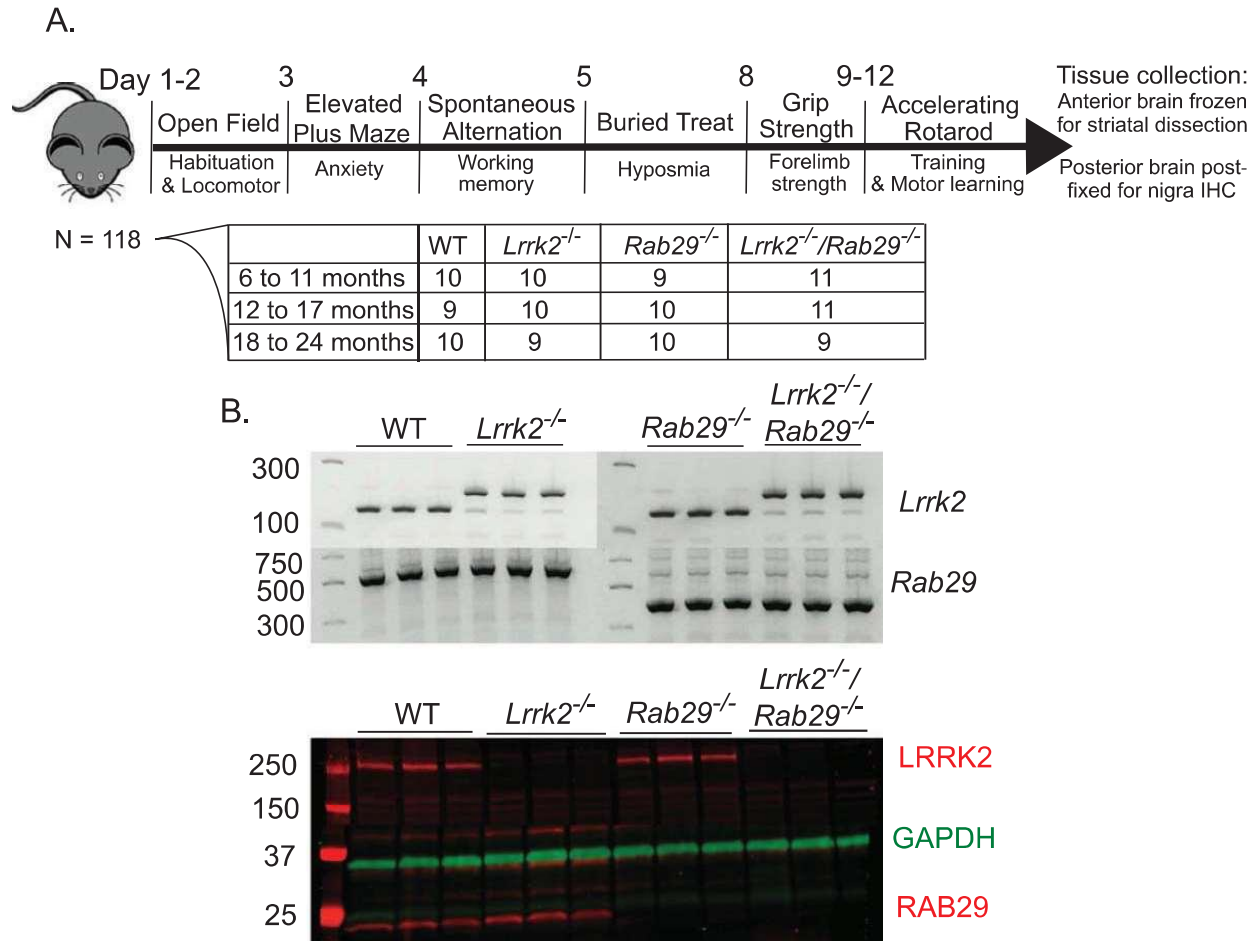 A.
Day 1-2 3 4 5 8 9-12
Open Field
Elevated
Plus Maze
Spontaneous
Alternation
Buried Treat
Grip
Strength
Accelerating
Rotarod
Habituation
& Locomotor
Anxiety
Working
memory
Hyposmia
Forelimb
strength
Training
& Motor learning
Tissue collection:
Anterior brain frozen
for striatal dissection
Posterior brain post-
fixed for nigra IHC
N = 118
WT Lrrk2-/- Rab29-/- Lrrk2-/-/Rab29-/-
6 to 11 months 10 10 9 11
12 to 17 months 9 10 10 11
18 to 24 months 10 9 10 9
B.
WT Lrrk2-/- Rab29-/- Lrrk2-/-/
Rab29-/-
300
100
Lrrk2
750
500
300
Rab29
WT Lrrk2-/- Rab29-/- Lrrk2-/-/
Rab29-/-
250
150
37
25
LRRK2
GAPDH
RAB29